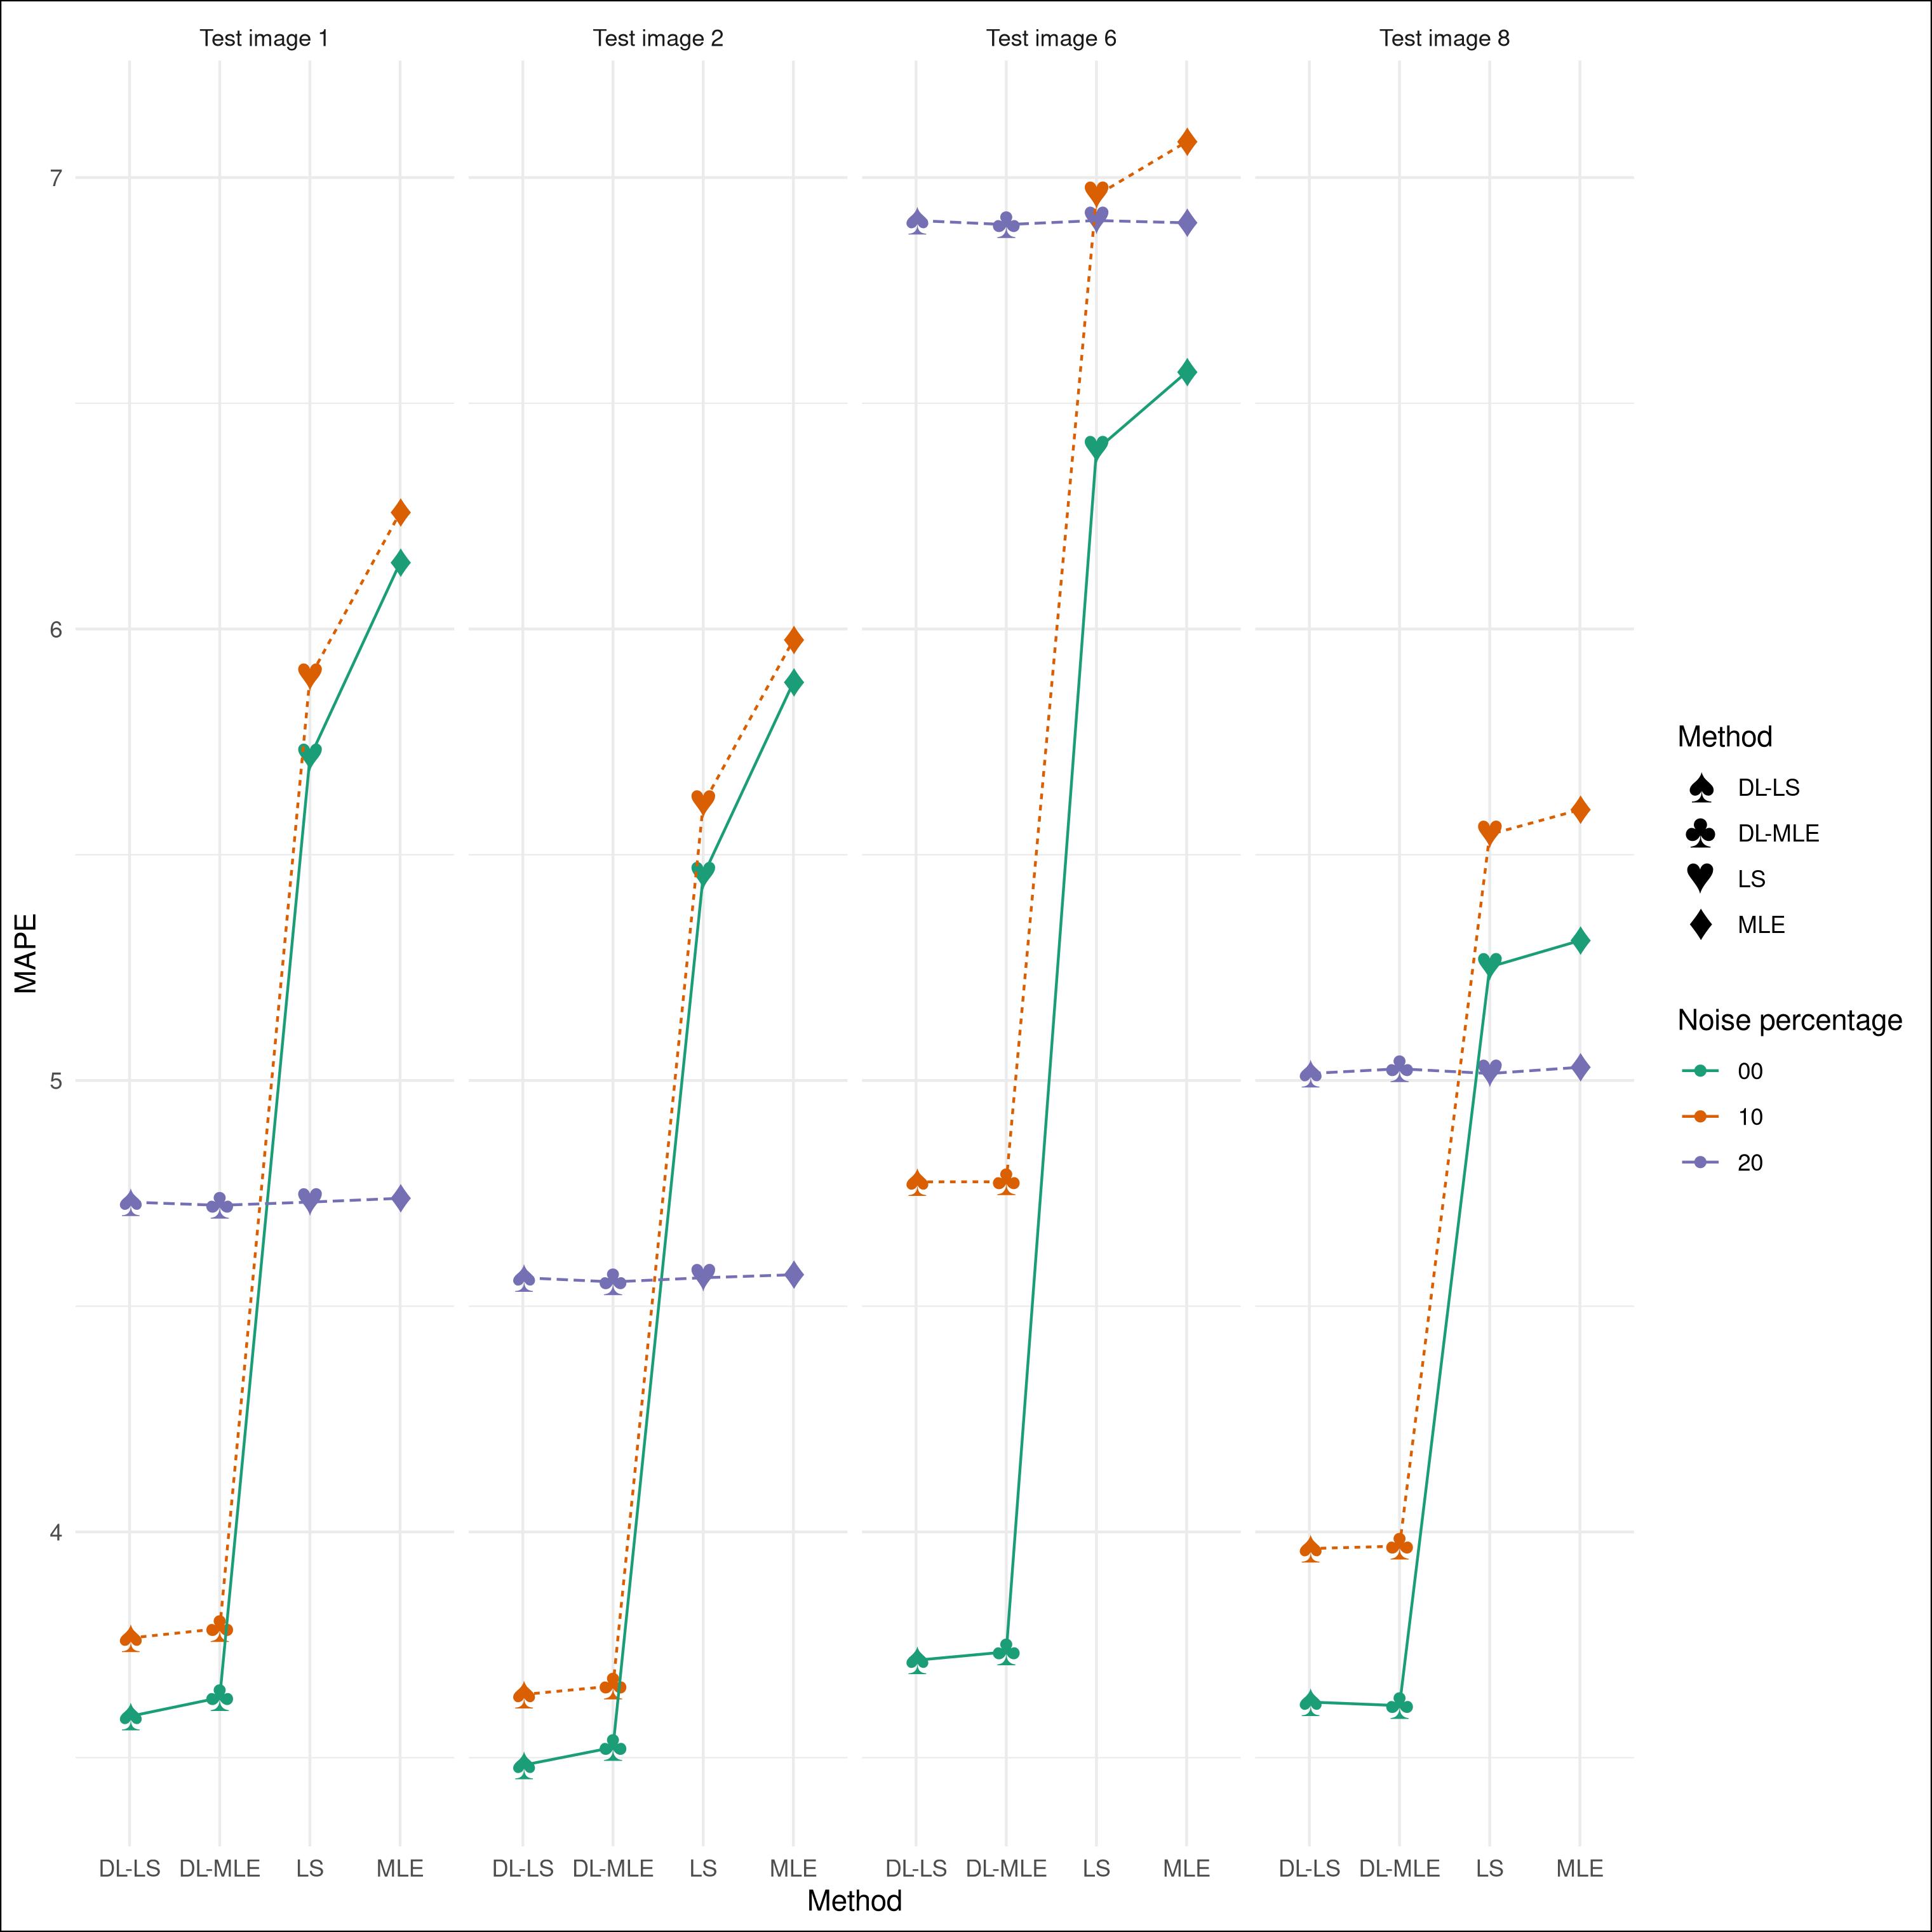 Test image 1 Test image 2 Test image 6 Test image 8
7
6
5
4
MAPE
DL-LS DL-MLE LS MLE DL-LS DL-MLE LS MLE DL-LS DL-MLE LS MLE DL-LS DL-MLE LS MLE
Method
Method
DL-LS
DL-MLE
LS
MLE
Noise percentage
00
10
20